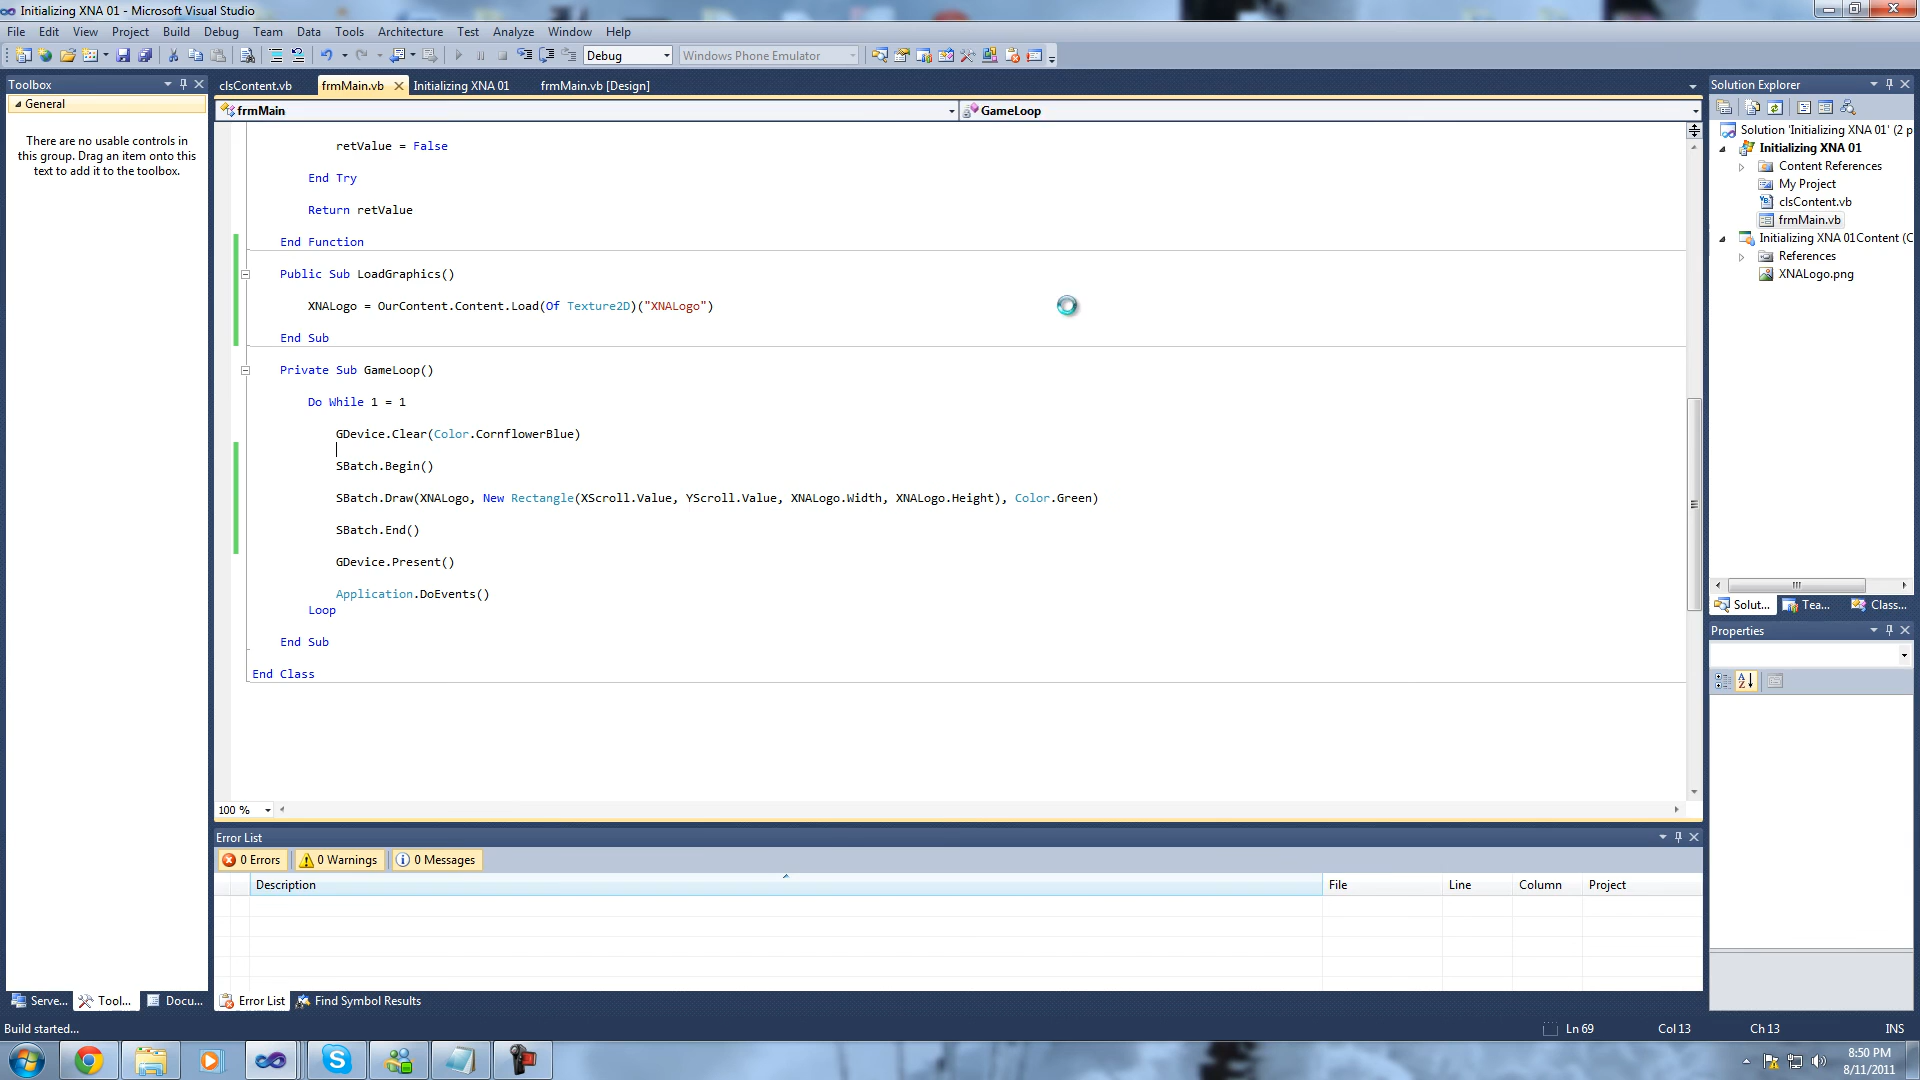 Initializing XNA 01 - Microsoft Visual Studio
File Edit View Project Build Debug Team Data Tools Architecture Test Analyze Window Help
Debug Windows Phone Emulator
Toolbox
General
There are no usable controls in
this group. Drag an item onto this
text to add it to the toolbox.
clsContent.vb frmMain.vb Initializing XNA 01 frmMain.vb [Design]
frmMain GameLoop
retValue = False
End Try
Return retValue
End Function
Public Sub LoadGraphics()
XNALogo = OurContent.Content.Load(Of Texture2D)("XNALogo")
End Sub
Private Sub GameLoop()
Do While 1 = 1
GDevice.Clear(Color.CornflowerBlue)
SBatch.Begin()
SBatch.Draw(XNALogo, New Rectangle(XScroll.Value, YScroll.Value, XNALogo.Width, XNALogo.Height), Color.Green)
SBatch.End()
GDevice.Present()
Application.DoEvents()
Loop
End Sub
End Class
100 %
Solution Explorer
Solution 'Initializing XNA 01' (2 p
Initializing XNA 01
Content References
My Project
clsContent.vb
frmMain.vb
Initializing XNA 01Content (C
References
XNALogo.png
Solut... Tea... Class...
Properties
Error List
0 Errors 0 Warnings 0 Messages
Description File Line Column Project
Serve... Tool... Docu... Error List Find Symbol Results
Build started... Ln 69 Col 13 Ch 13 INS
8:50 PM
8/11/2011